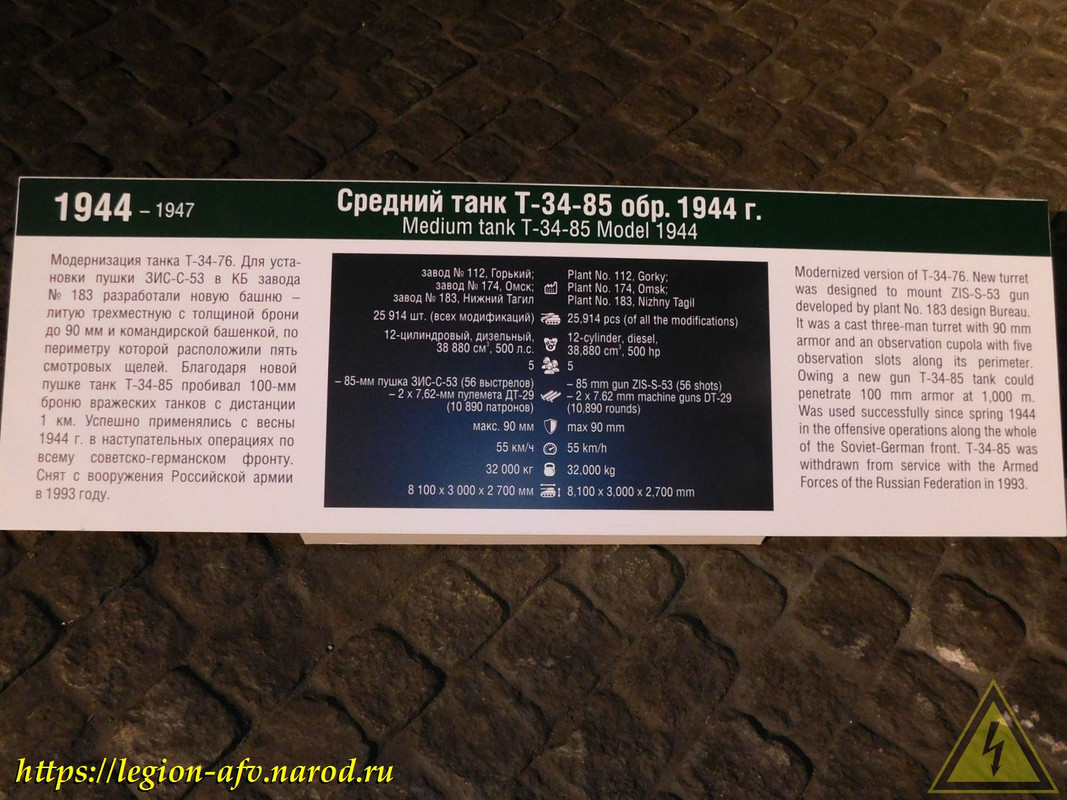 1944 – 1947
Средний танк Т-34-85 обр. 1944 г.
Medium tank T-34-85 Model 1944
Модернизация танка Т-34-76. Для уста-
новки пушки ЗИС-С-53 в КБ завода
№ 183 разработали новую башню –
литую трехместную с толщиной брони
до 90 мм и командирской башенкой, по
периметру которой расположили пять
смотровых щелей. Благодаря новой
пушке танк Т-34-85 пробивал 100-мм
броню вражеских танков с дистанции
1 км. Успешно применялись с весны
1944 г. в наступательных операциях по
всему советско-германскому фронту.
Снят с вооружения Российской армии
в 1993 году.
завод № 112, Горький;
завод № 174, Омск;
завод № 183, Нижний Тагил
25 914 шт. (всех модификаций)
12-цилиндровый, дизельный,
38 880 см³, 500 л.с.
5
– 85-мм пушка ЗИС-С-53 (56 выстрелов)
– 2 х 7,62-мм пулемета ДТ-29
(10 890 патронов)
макс. 90 мм
55 км/ч
32 000 кг
8 100 х 3 000 х 2 700 мм
Plant No. 112, Gorky;
Plant No. 174, Omsk;
Plant No. 183, Nizhny Tagil
25,914 pcs (of all the modifications)
12-cylinder, diesel,
38,880 cm³, 500 hp
5
– 85 mm gun ZIS-S-53 (56 shots)
– 2 x 7.62 mm machine guns DT-29
(10,890 rounds)
max 90 mm
55 km/h
32,000 kg
8,100 x 3,000 x 2,700 mm
Modernized version of T-34-76. New turret
was designed to mount ZIS-S-53 gun
developed by plant No. 183 design Bureau.
It was a cast three-man turret with 90 mm
armor and an observation cupola with five
observation slots along its perimeter.
Owing a new gun T-34-85 tank could
penetrate 100 mm armor at 1,000 m.
Was used successfully since spring 1944
in the offensive operations along the whole
of the Soviet-German front. T-34-85 was
withdrawn from service with the Armed
Forces of the Russian Federation in 1993.
https://legion-afv.narod.ru